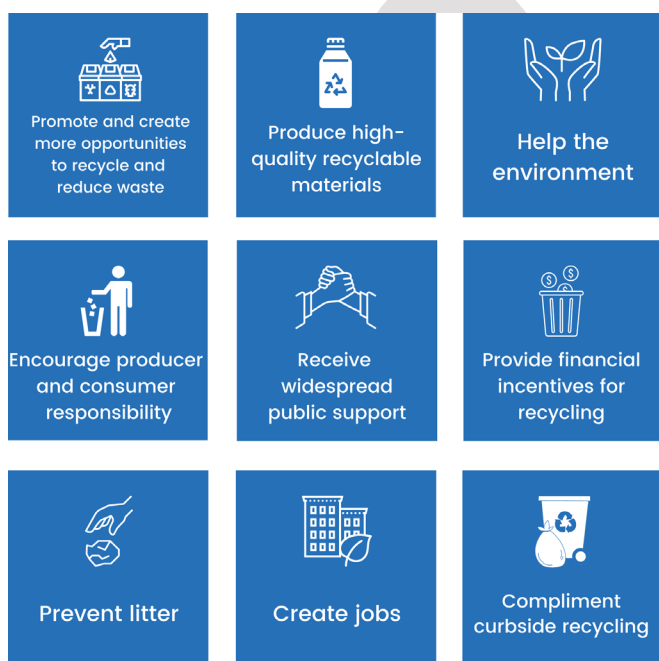 Promote and create
more opportunities
to recycle and
reduce waste
Produce high-
quality recyclable
materials
Help the
environment
Encourage producer
and consumer
responsibility
Receive
widespread
public support
Provide financial
incentives for
recycling
Prevent litter
Create jobs
Compliment
curbside recycling